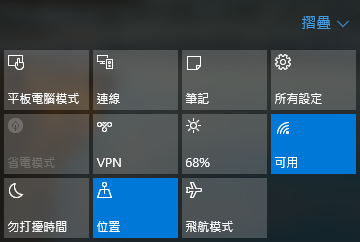 摺疊
平板電腦模式
連線
筆記
所有設定
省電模式
VPN
68%
可用
勿打擾時間
位置
飛航模式